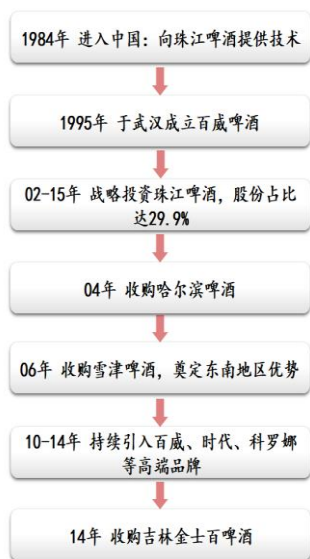 1984年 进入中国：向珠江啤酒提供技术
1995年 于武汉成立百威啤酒
02-15年 战略投资珠江啤酒，股份占比
达29.9%
04年 收购哈尔滨啤酒
06年 收购雪津啤酒，奠定东南地区优势
10-14年 持续引入百威、时代、科罗娜
等高端品牌
14年 收购吉林金士百啤酒